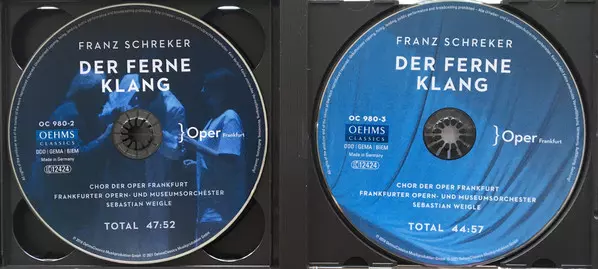 FRANZ SCHREKER
DER FERNE
KLANG
OC 980-2
OEHMS
CLASSICS
DDD | GEMA | BIEM
Made in Germany
LC 12424
Oper Frankfurt
CHOR DER OPER FRANKFURT
FRANKFURTER OPERN- UND MUSEUMSORCHESTER
SEBASTIAN WEIGLE
TOTAL 47:52
FRANZ SCHREKER
DER FERNE
KLANG
OC 980-3
OEHMS
CLASSICS
DDD | GEMA | BIEM
Made in Germany
LC 12424
Oper Frankfurt
CHOR DER OPER FRANKFURT
FRANKFURTER OPERN- UND MUSEUMSORCHESTER
SEBASTIAN WEIGLE
TOTAL 44:57